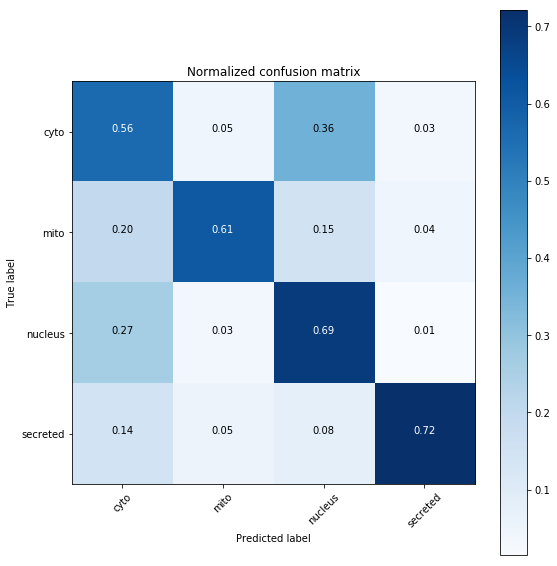 Normalized confusion matrix
True label
cyto 0.56 0.05 0.36 0.03
mito 0.20 0.61 0.15 0.04
nucleus 0.27 0.03 0.69 0.01
secreted 0.14 0.05 0.08 0.72
cyto mito nucleus secreted
Predicted label
0.7
0.6
0.5
0.4
0.3
0.2
0.1